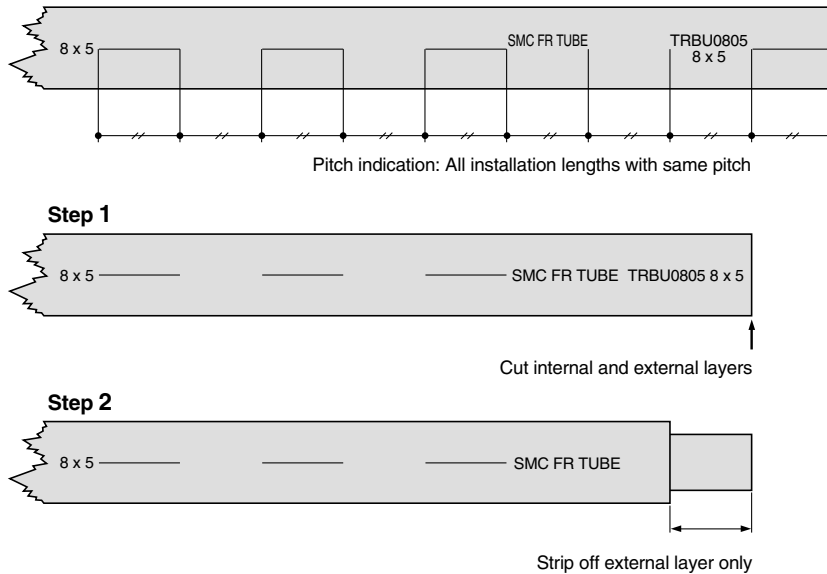 8 x 5 SMC FR TUBE TRBU0805
8 x 5
Pitch indication: All installation lengths with same pitch
Step 1
8 x 5 SMC FR TUBE TRBU0805 8 x 5
Cut internal and external layers
Step 2
8 x 5 SMC FR TUBE
Strip off external layer only